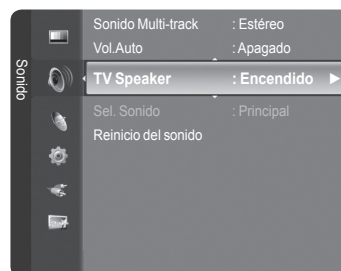 Sonido
Sonido Multi-track : Estéreo
Vol.Auto : Apagado
TV Speaker : Encendido
Sel. Sonido : Principal
Reinicio del sonido